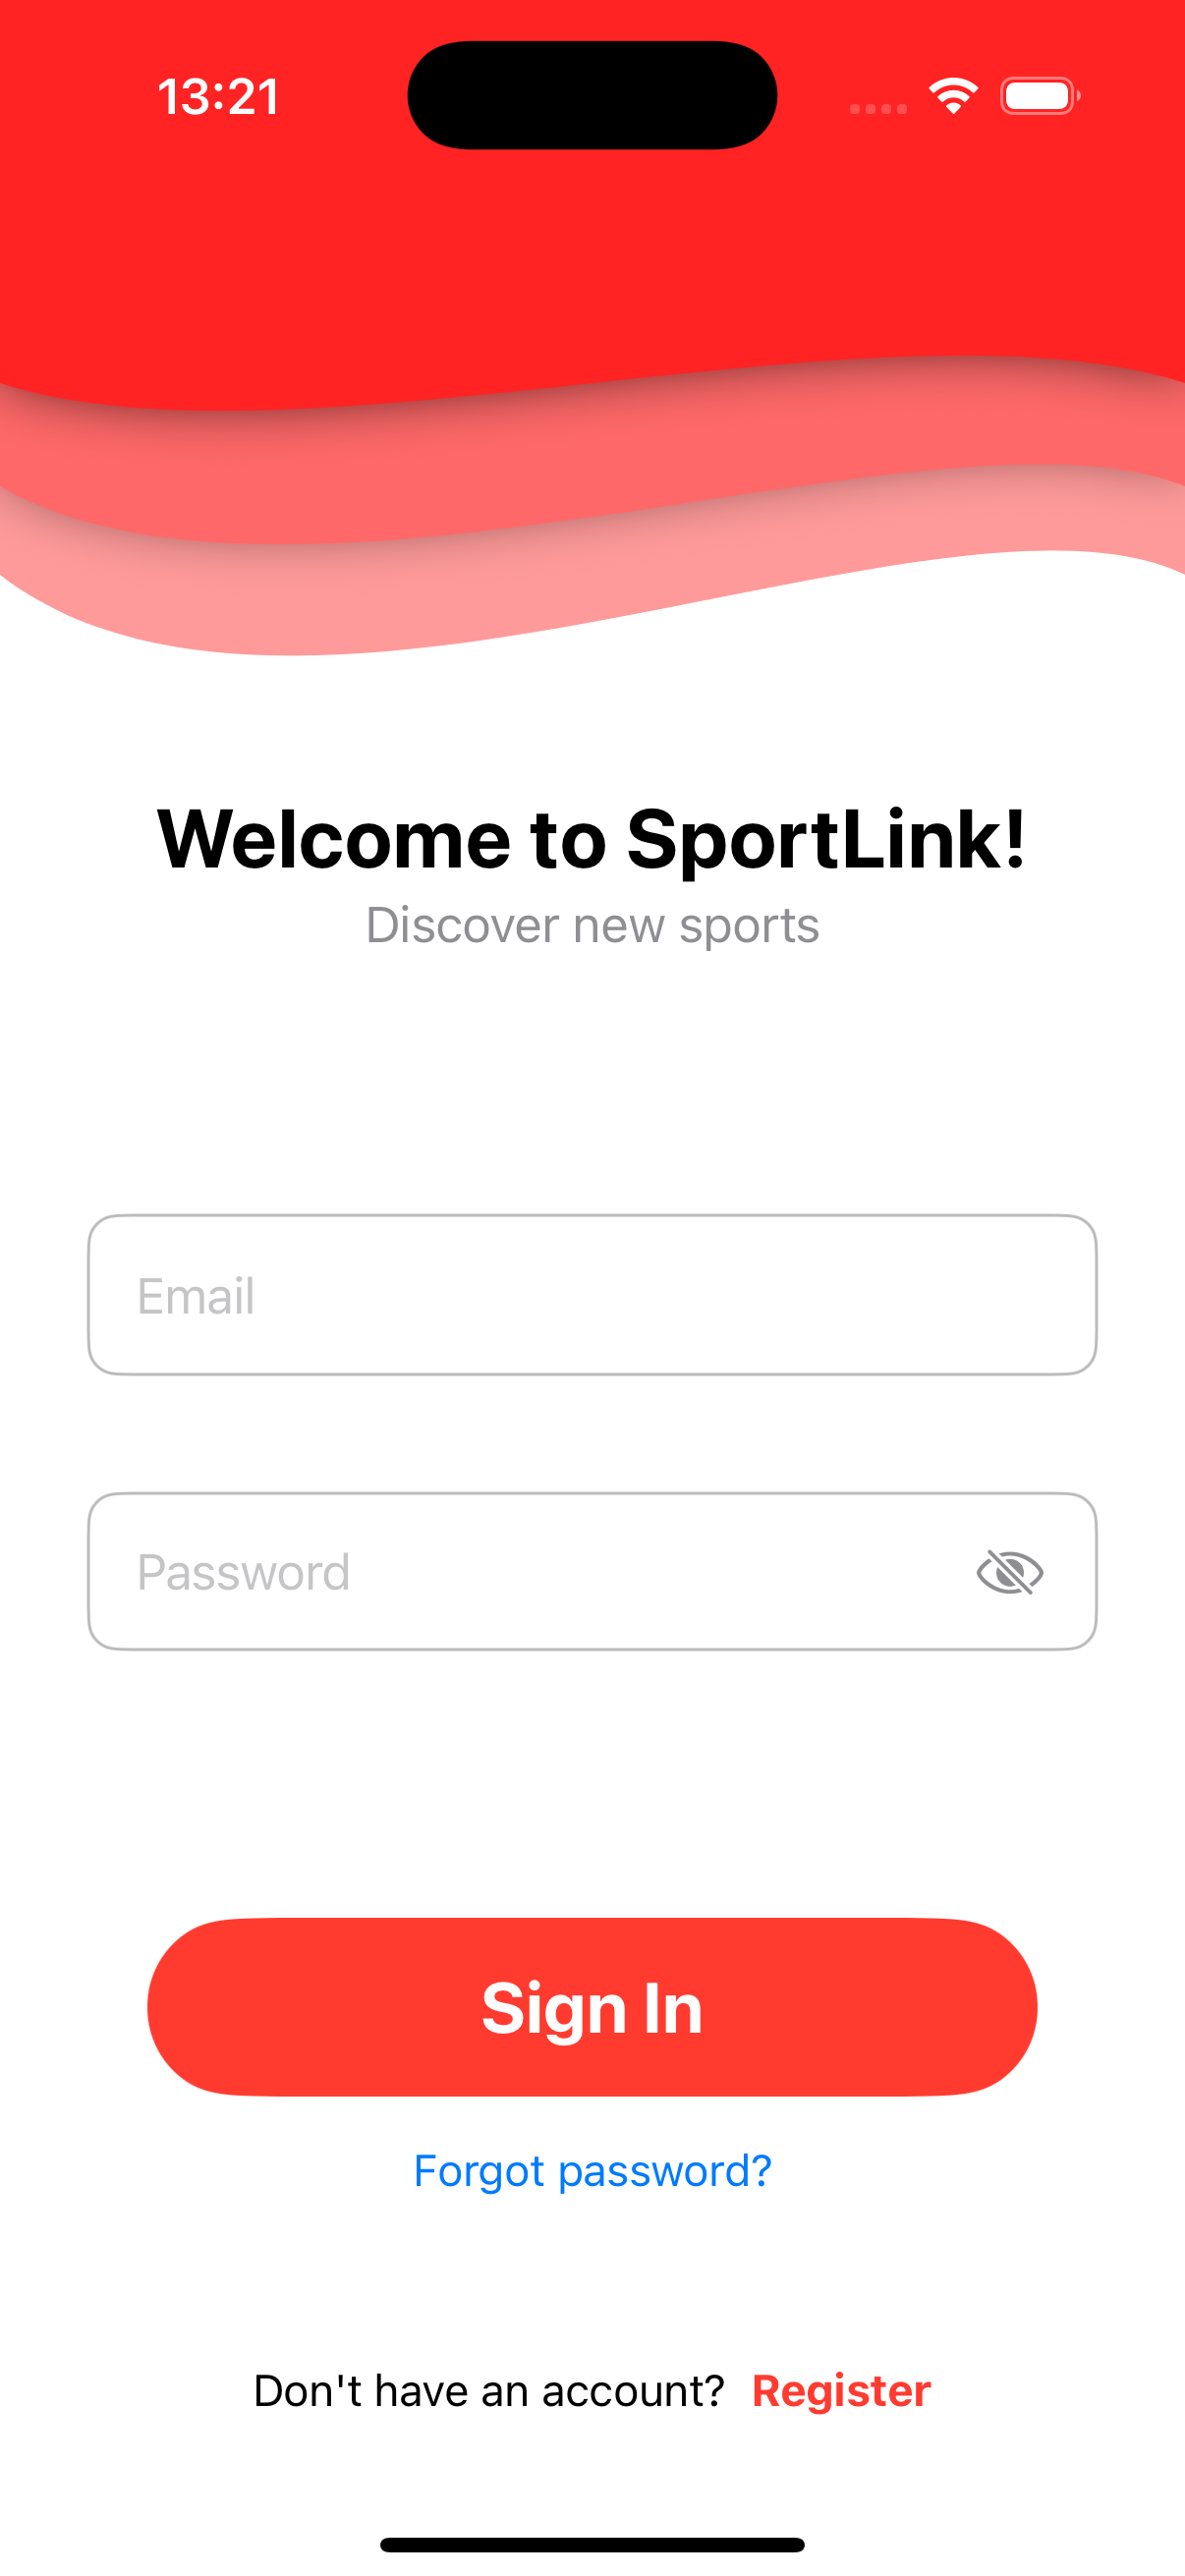 13:21
Welcome to SportLink!
Discover new sports
Email
Password
Sign In
Forgot password?
Don't have an account? Register